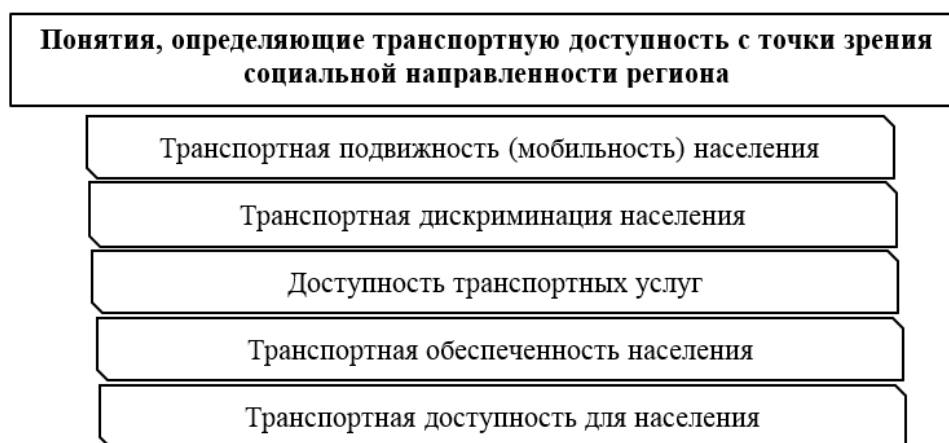 Понятия, определяющие транспортную доступность с точки зрения
социальной направленности региона
Транспортная подвижность (мобильность) населения
Транспортная дискриминация населения
Доступность транспортных услуг
Транспортная обеспеченность населения
Транспортная доступность для населения